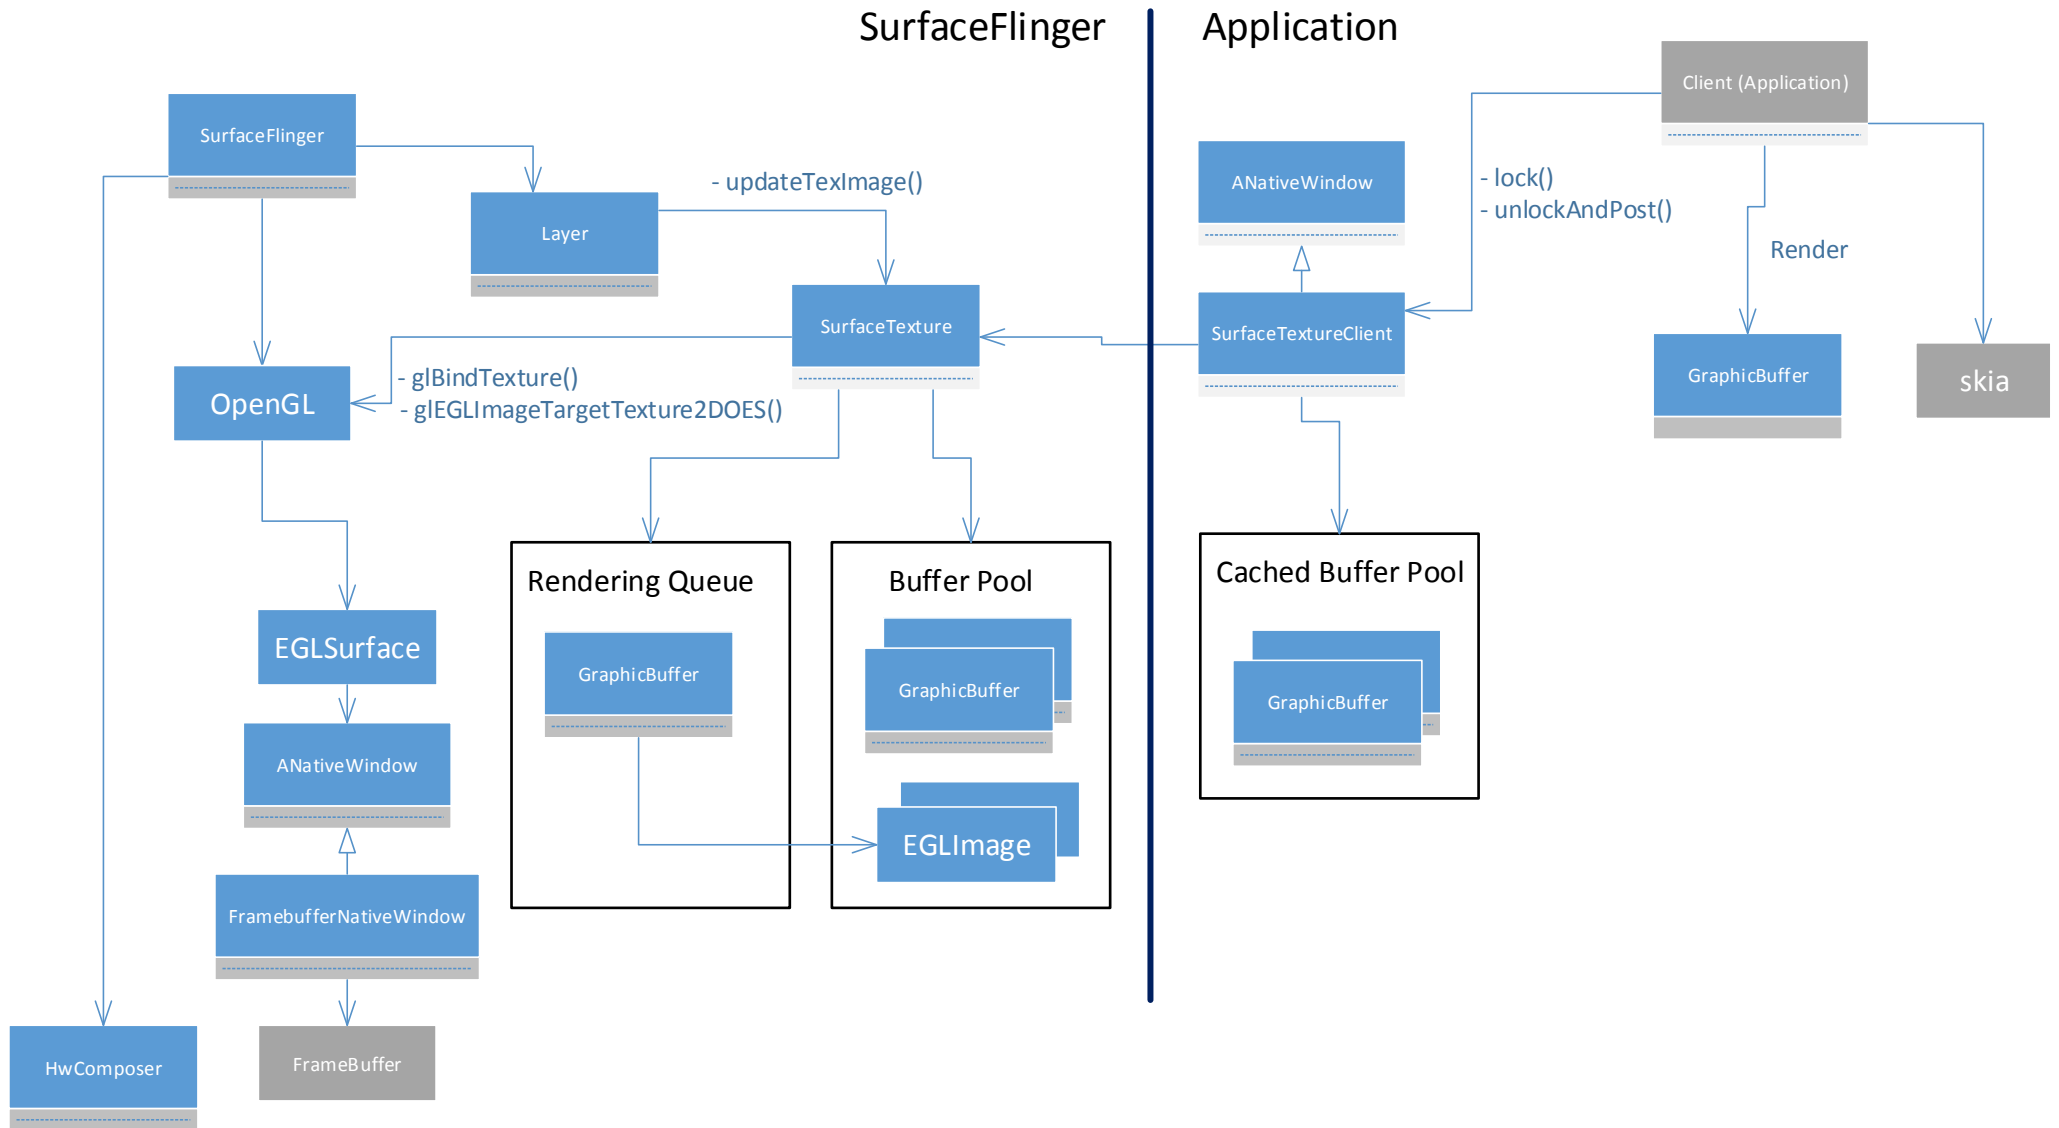 SurfaceFlinger
Application
Client (Application)
SurfaceFlinger
ANativeWindow
- updateTexImage()
- lock()
- unlockAndPost()
Layer
Render
SurfaceTexture
SurfaceTextureClient
GraphicBuffer
skia
OpenGL
- glBindTexture()
- glEGLImageTargetTexture2DOES()
Rendering Queue
Buffer Pool
Cached Buffer Pool
EGLSurface
GraphicBuffer
GraphicBuffer
GraphicBuffer
ANativeWindow
EGLImage
FramebufferNativeWindow
HwComposer
FrameBuffer